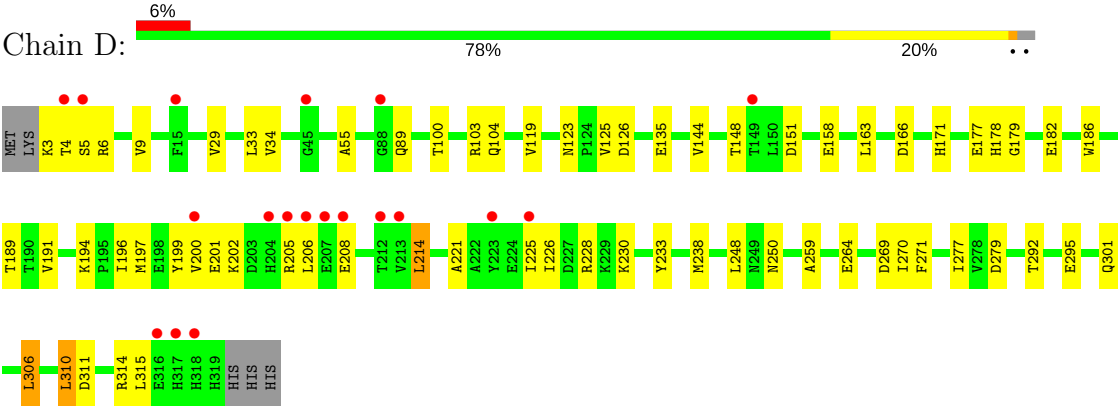 6%
Chain D:
78% 20% • •
MET LYS K3 T4 S5 R6 V9 F15 V29 L33 V34 G45 A55 G88 Q89 T100 R103 Q104 V119 N123 P124 V125 D126 E135 V144 T148 T149 L150 D151 E158 L163 D166 H171 E177 H178 G179 E182 W186
T189 T190 V191 K194 P195 I196 M197 E198 Y199 V200 E201 K202 D203 H204 R205 L206 E207 E208 T212 V213 L214 A221 A222 Y223 E224 I225 I226 D227 R228 K229 K230 Y233 M238 L248 N249 N250 A259 E264 D269 I270 F271 I277 V278 D279 T292 E295 Q301
L306 L310 D311 R314 L315 E316 H317 H318 H319 HIS HIS HIS